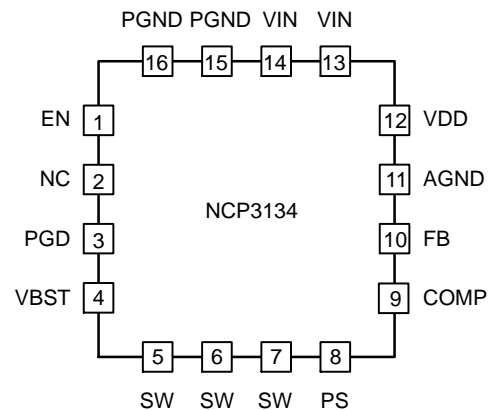 PGND PGND VIN VIN
16 15 14 13
EN 1 12 VDD
NC 2 11 AGND
NCP3134
PGD 3 10 FB
VBST 4 9 COMP
5 6 7 8
SW SW SW PS